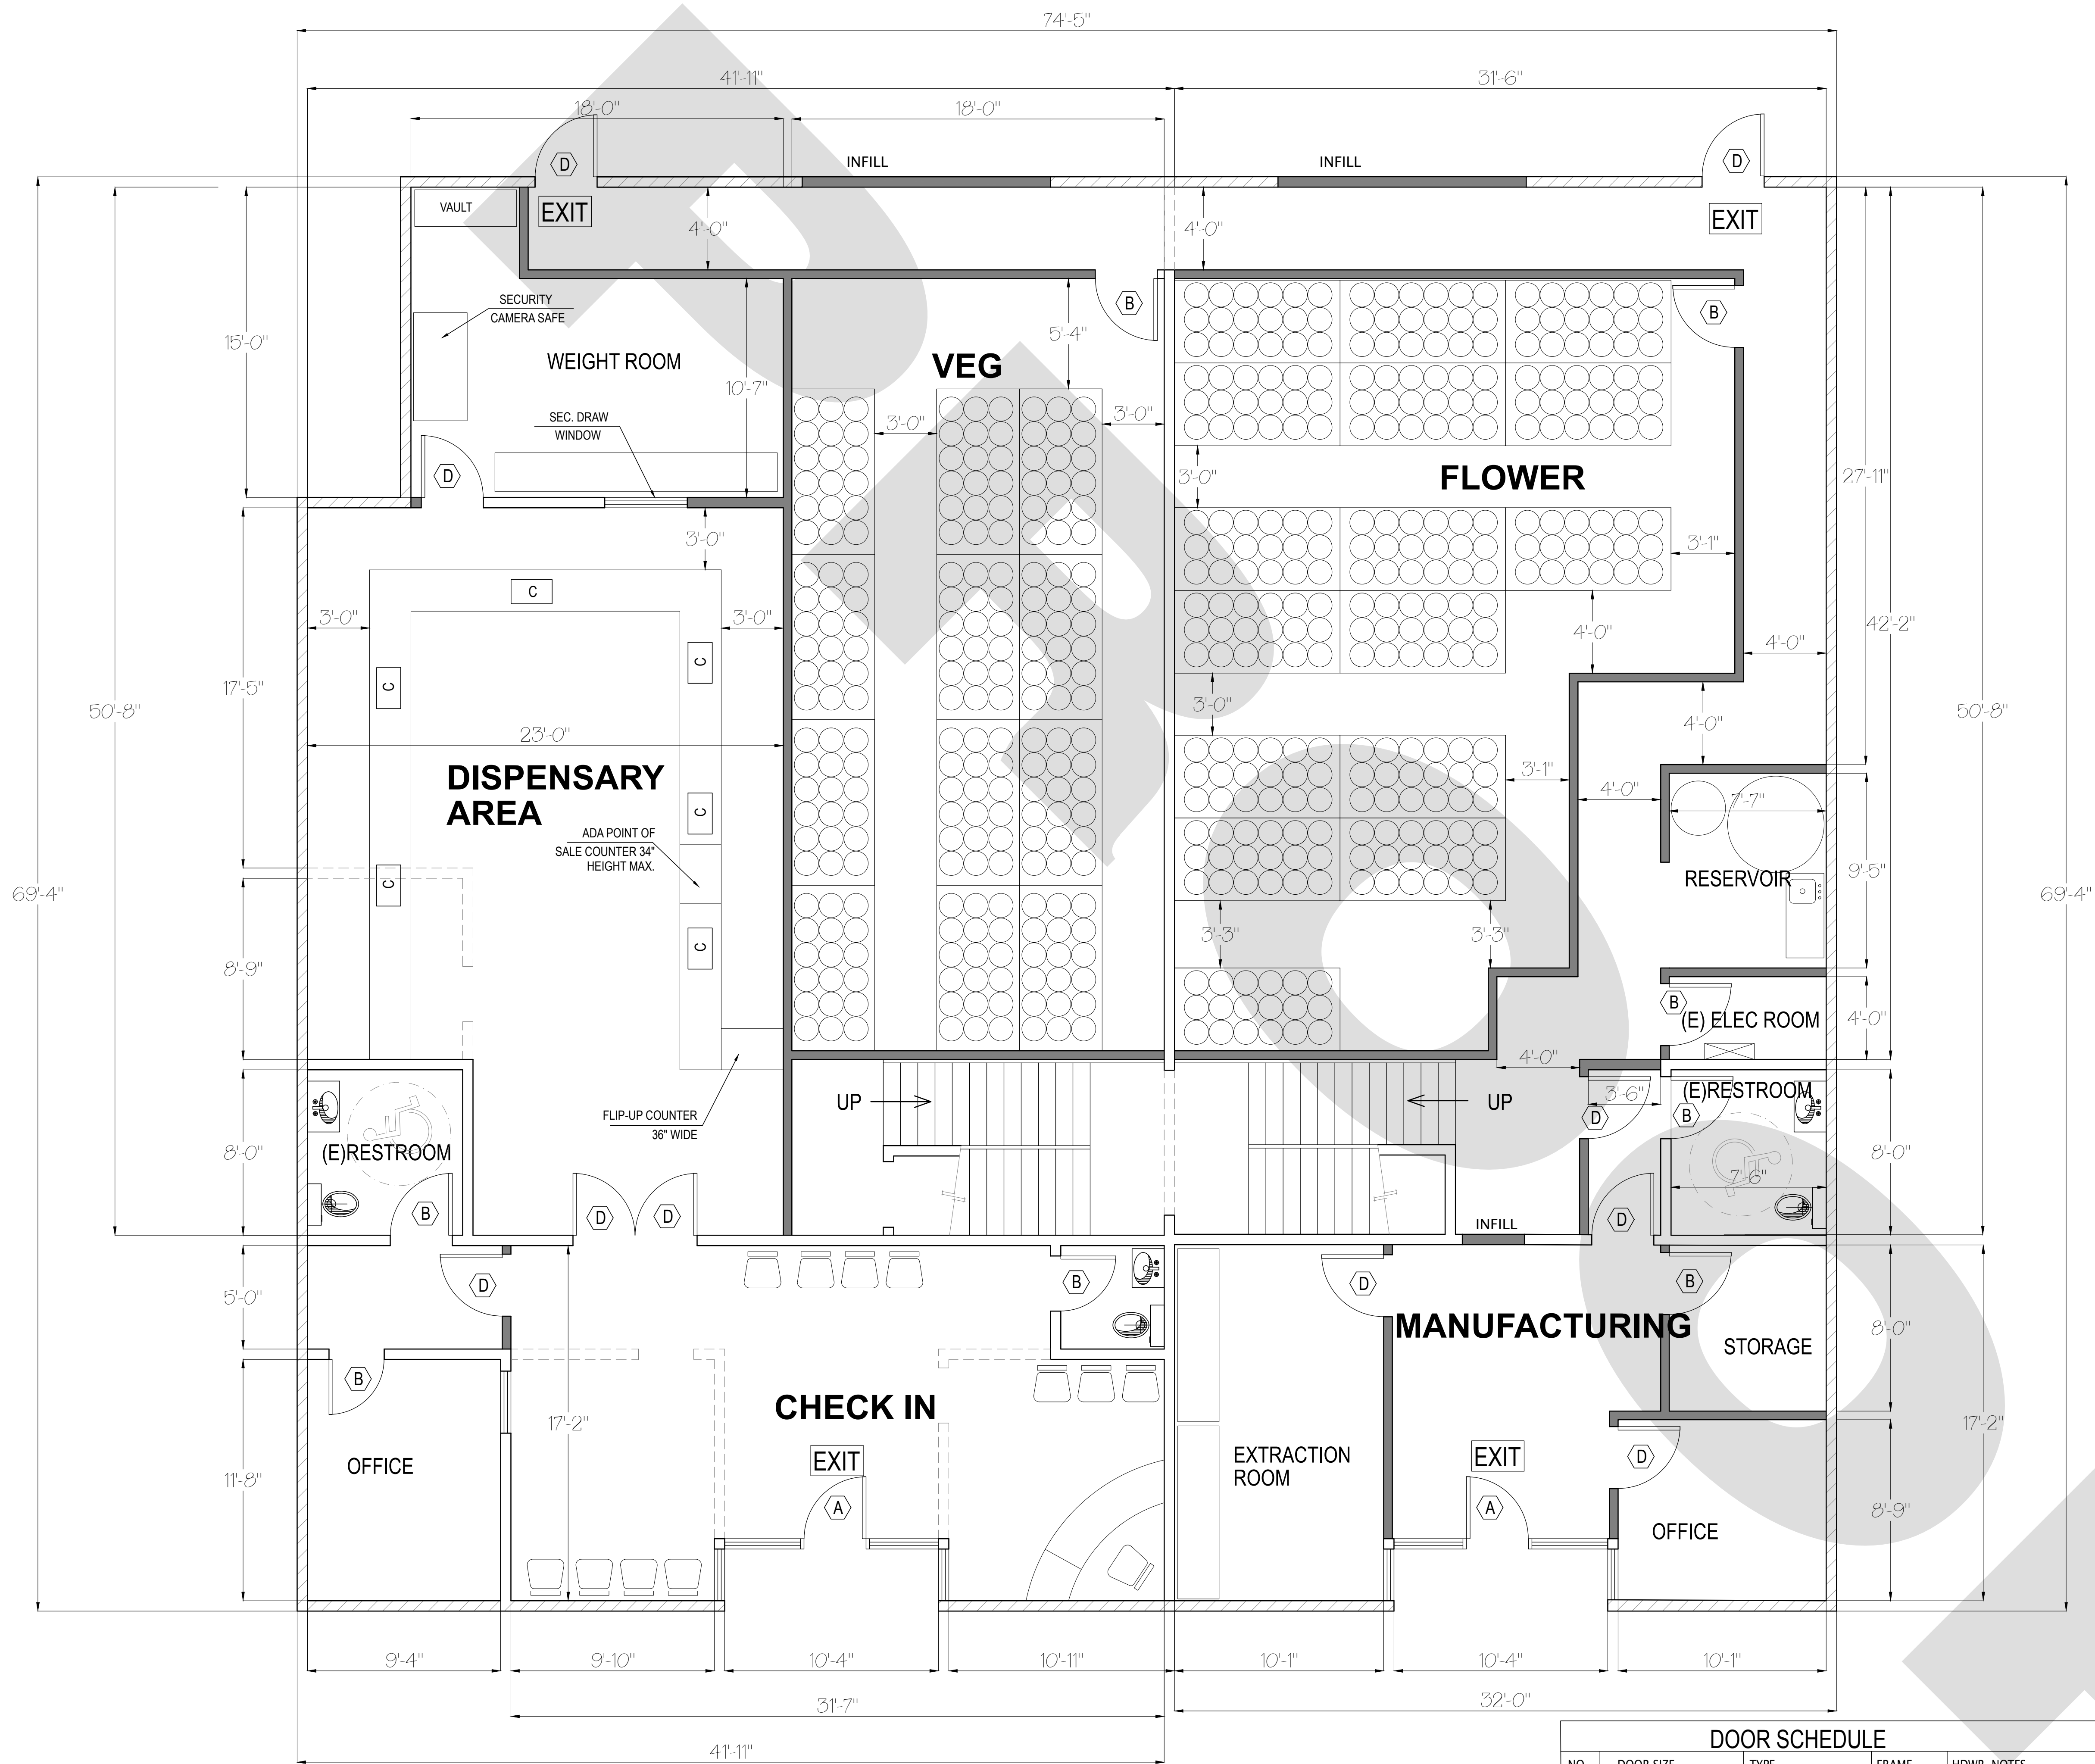 74'-5"
41'-11"
31'-6"
18'-0"
18'-0"
INFILL
INFILL
D
D
VAULT
EXIT
EXIT
4'-0"
4'-0"
SECURITY
CAMERA SAFE
B
B
5'-4"
15'-0"
WEIGHT ROOM
VEG
10'-7"
SEC. DRAW
WINDOW
3'-0"
3'-0"
D
3'-0"
FLOWER
27'-11"
3'-0"
3'-1"
C
3'-0"
3'-0"
4'-0"
42'-2"
4'-0"
C
C
17'-5"
50'-8"
3'-0"
4'-0"
50'-8"
23'-0"
DISPENSARY
AREA
3'-1"
4'-0"
7'-7"
C
ADA POINT OF
SALE COUNTER 34"
HEIGHT MAX.
C
69'-4"
RESERVOIR
9'-5"
69'-4"
8'-9"
C
3'-3"
3'-3"
B
(E) ELEC ROOM
4'-0"
4'-0"
UP
UP
3'-6"
(E)RESTROOM
FLIP-UP COUNTER
36" WIDE
D
B
8'-0"
(E)RESTROOM
8'-0"
7'-6"
B
D
D
INFILL
D
5'-0"
D
B
D
B
MANUFACTURING
8'-0"
STORAGE
B
CHECK IN
17'-2"
17'-2"
OFFICE
11'-8"
EXIT
EXTRACTION
ROOM
EXIT
D
A
A
OFFICE
8'-9"
9'-4"
9'-10"
10'-4"
10'-11"
10'-1"
10'-4"
10'-1"
31'-7"
32'-0"
41'-11"
DOOR SCHEDULE
NO. DOOR SIZE TYPE FRAME HDWR. NOTES